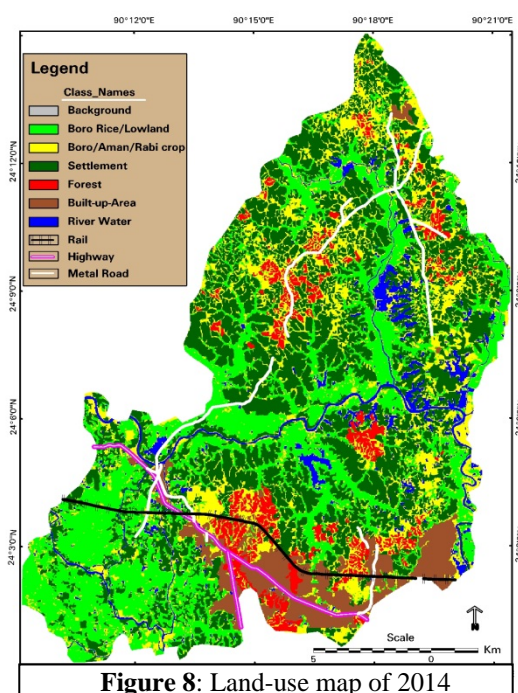 90°12'0"E 90°15'0"E 90°18'0"E 90°21'0"E
Legend
Class_Names
Background
Boro Rice/Lowland
Boro/Aman/Rabi crop
Settlement
Forest
Built-up-Area
River Water
Rail
Highway
Metal Road
24°12'0"N
24°9'0"N
24°6'0"N
24°3'0"N
N
Scale
5 0 Km
Figure 8: Land-use map of 2014